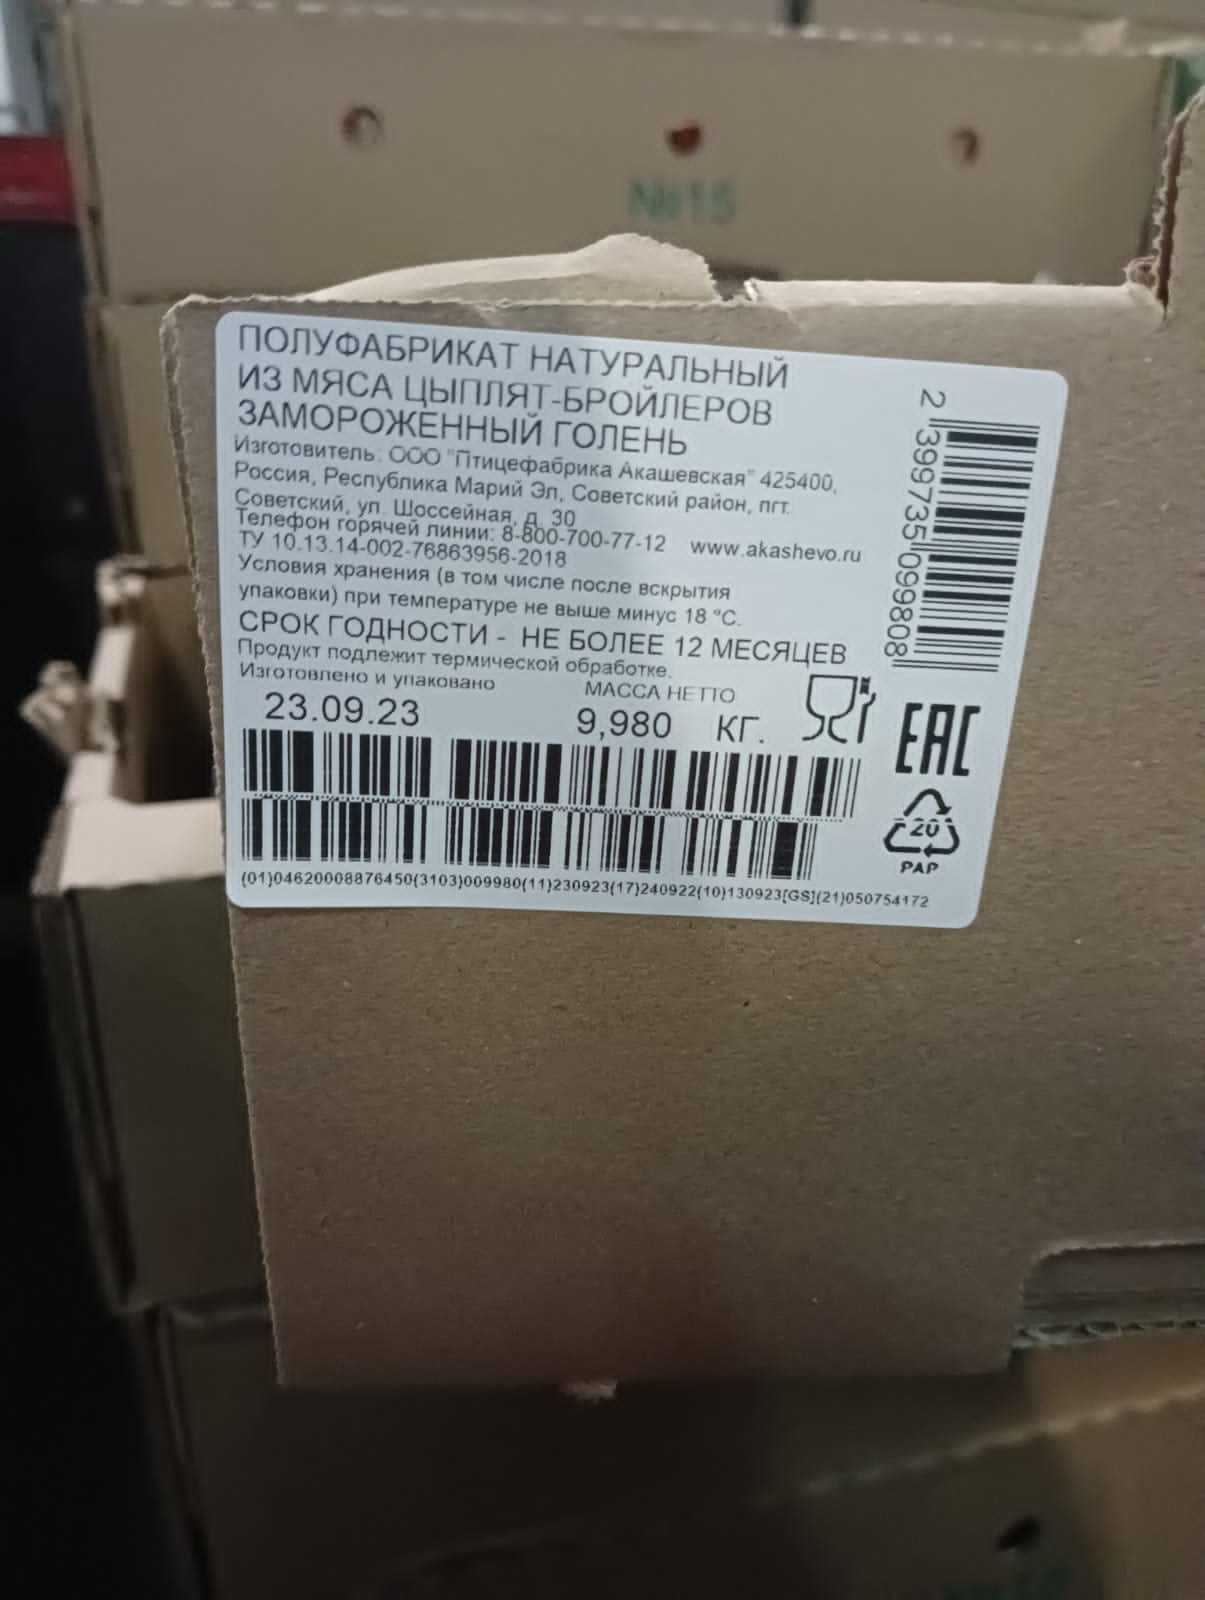 №15
ПОЛУФАБРИКАТ НАТУРАЛЬНЫЙ
ИЗ МЯСА ЦЫПЛЯТ-БРОЙЛЕРОВ
ЗАМОРОЖЕННЫЙ ГОЛЕНЬ
Изготовитель: ООО "Птицефабрика Акашевская" 425400,
Россия, Республика Марий Эл, Советский район, пгт.
Советский, ул. Шоссейная, д. 30
Телефон горячей линии: 8-800-700-77-12 www.akashevo.ru
ТУ 10.13.14-002-76863956-2018
Условия хранения (в том числе после вскрытия
упаковки) при температуре не выше минус 18 °С.
СРОК ГОДНОСТИ - НЕ БОЛЕЕ 12 МЕСЯЦЕВ
Продукт подлежит термической обработке.
Изготовлено и упаковано МАССА НЕТТО
23.09.23 9,980 КГ.
(01)04620008876450(3103)009980(11)230923(17)240922(10)130923[GS](21)050754172
2 399735 099808
EAC
20
PAP